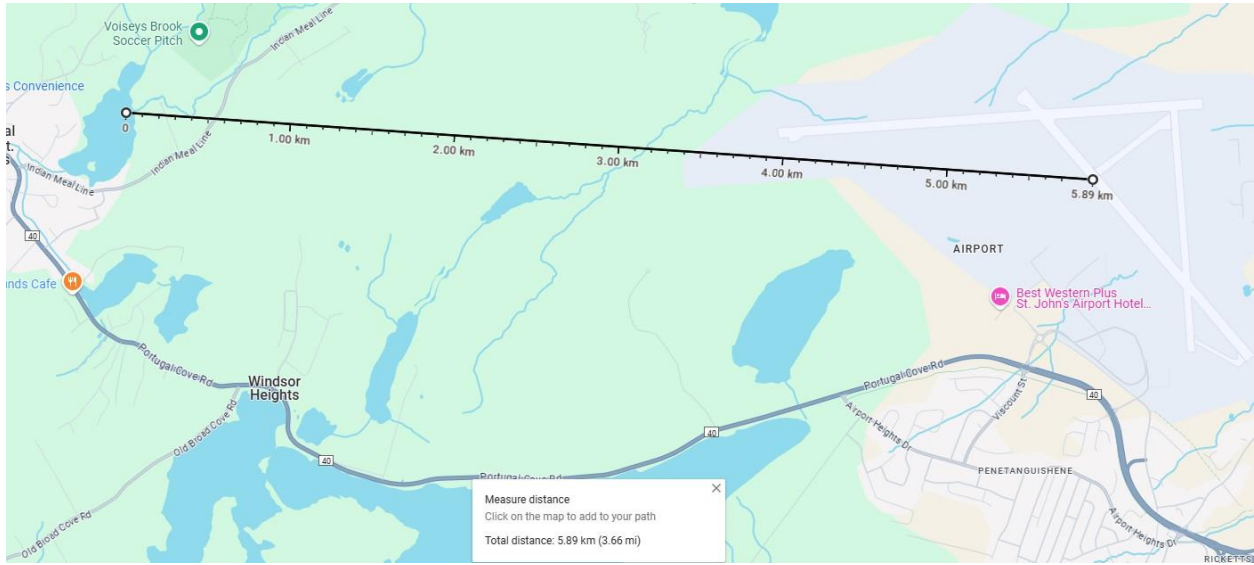 Voiseys Brook
Soccer Pitch
Indian Meal Line
s Convenience
0
1.00 km
2.00 km
3.00 km
4.00 km
5.00 km
5.89 km
al
t.
s
Indian Meal Line
Indian Meal Line
40
AIRPORT
nds Cafe
Best Western Plus
St. John's Airport Hotel...
Portugal Cove Rd
Windsor
Heights
Old Broad Cove Rd
Portugal Cove Rd
40
Viscount St
Airport Heights Dr
40
40
PENETANGUISHENE
Portugal Cove Rd
Measure distance
Click on the map to add to your path
Total distance: 5.89 km (3.66 mi)
Old Broad Cove Rd
Airport Heights Dr
RICKETTS